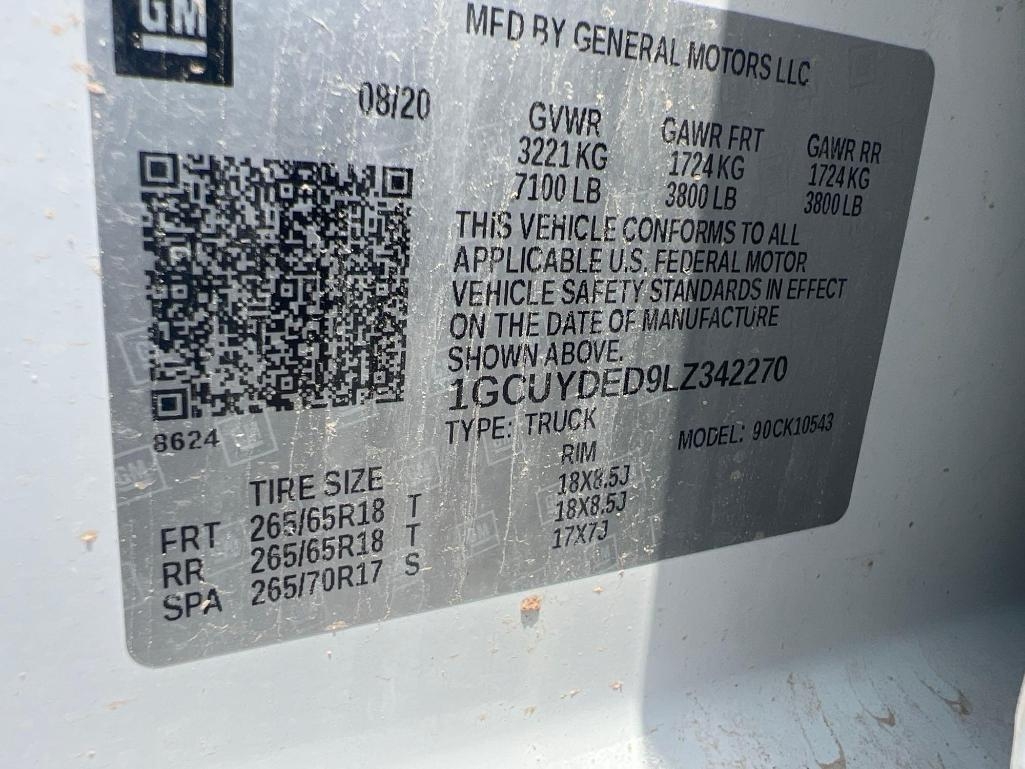 GM
MFD BY GENERAL MOTORS LLC
08/20
GVWR GAWR FRT GAWR RR
3221 KG 1724 KG 1724 KG
7100 LB 3800 LB 3800 LB
THIS VEHICLE CONFORMS TO ALL
APPLICABLE U.S. FEDERAL MOTOR
VEHICLE SAFETY STANDARDS IN EFFECT
ON THE DATE OF MANUFACTURE
SHOWN ABOVE.
1GCUYDED9LZ342270
TYPE: TRUCK MODEL: 90CK10543
8624
TIRE SIZE RIM
FRT 265/65R18 T 18X8.5J
RR 265/65R18 T 18X8.5J
SPA 265/70R17 S 17X7J